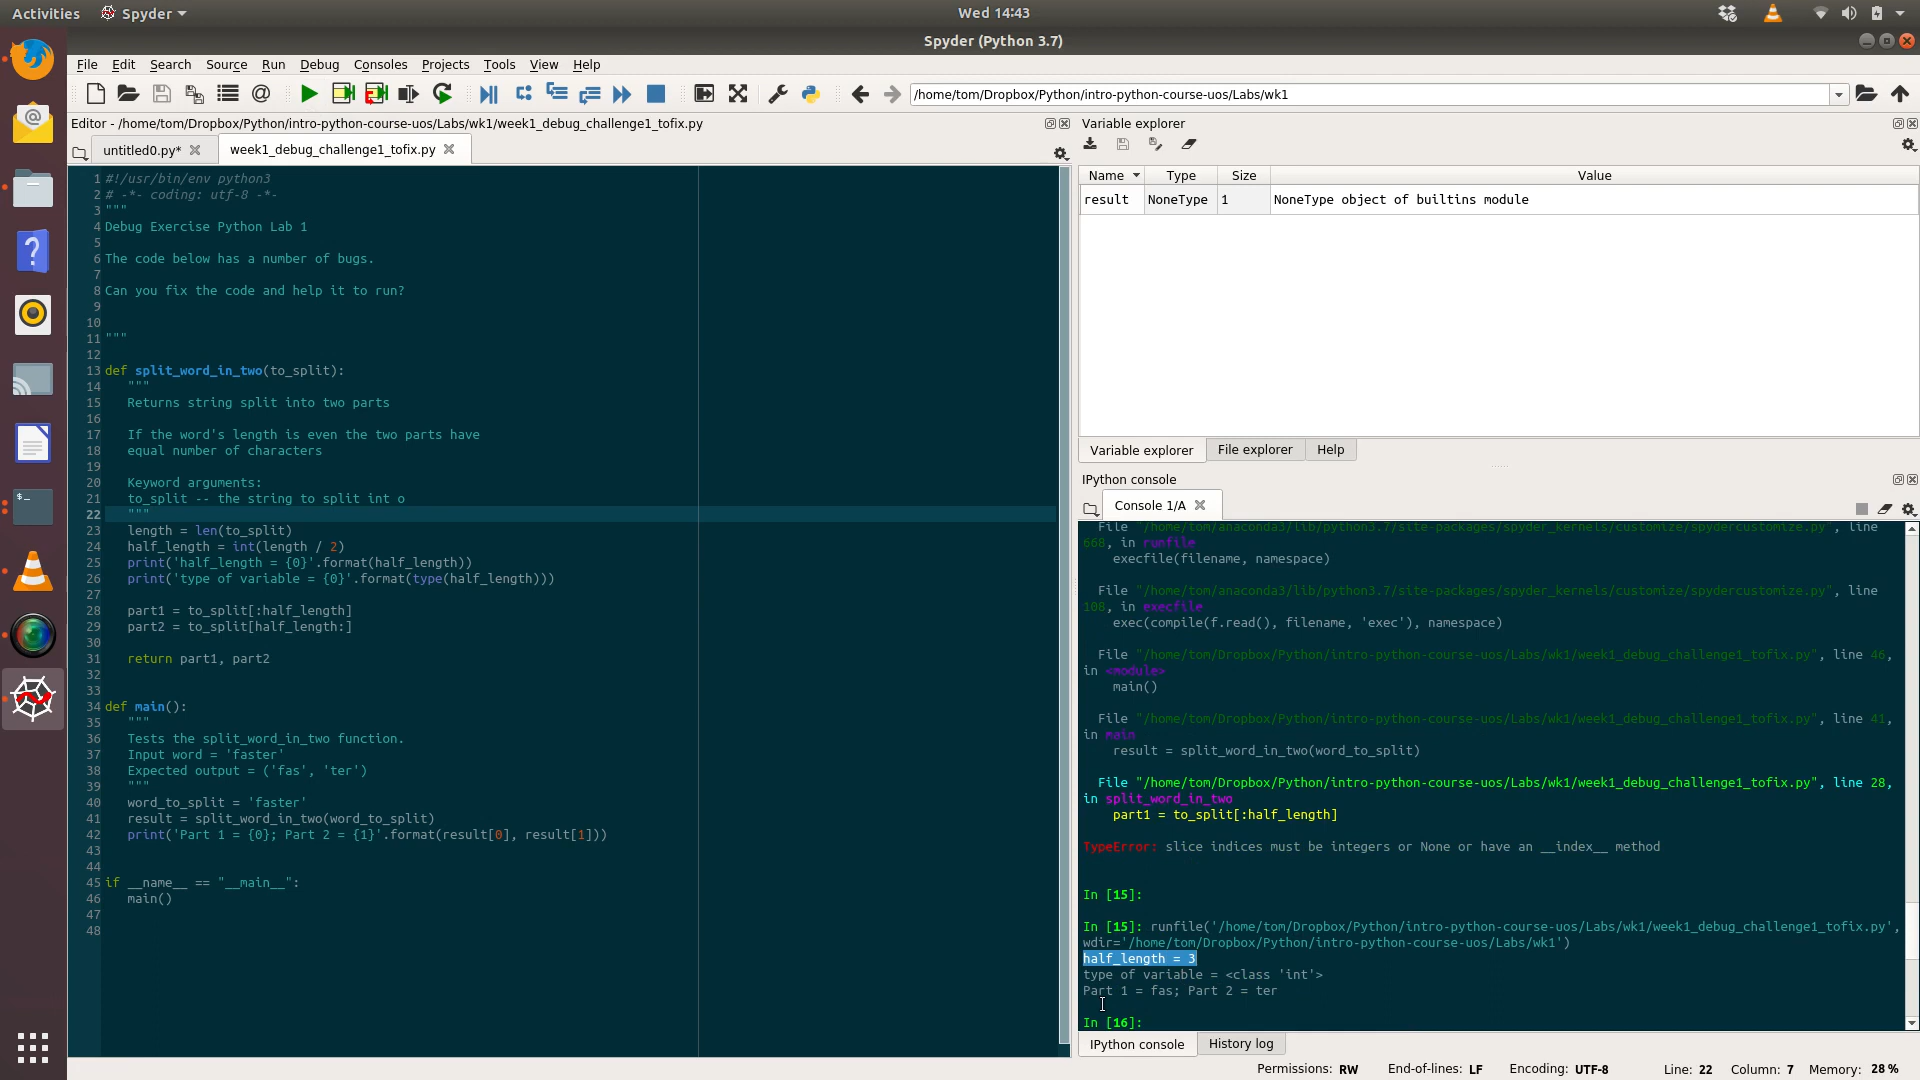 Activities Spyder Wed 14:43
Spyder (Python 3.7)
File Edit Search Source Run Debug Consoles Projects Tools View Help
/home/tom/Dropbox/Python/intro-python-course-uos/Labs/wk1
Editor - /home/tom/Dropbox/Python/intro-python-course-uos/Labs/wk1/week1_debug_challenge1_tofix.py
untitled0.py* week1_debug_challenge1_tofix.py
1 #!/usr/bin/env python3
2 # -*- coding: utf-8 -*-
3 """
4 Debug Exercise Python Lab 1
5
6 The code below has a number of bugs.
7
8 Can you fix the code and help it to run?
9
10
11 """
12
13 def split_word_in_two(to_split):
14 """
15 Returns string split into two parts
16
17 If the word's length is even the two parts have
18 equal number of characters
19
20 Keyword arguments:
21 to_split -- the string to split int o
22 """
23 length = len(to_split)
24 half_length = int(length / 2)
25 print('half_length = {0}'.format(half_length))
26 print('type of variable = {0}'.format(type(half_length)))
27
28 part1 = to_split[:half_length]
29 part2 = to_split[half_length:]
30
31 return part1, part2
32
33
34 def main():
35 """
36 Tests the split_word_in_two function.
37 Input word = 'faster'
38 Expected output = ('fas', 'ter')
39 """
40 word_to_split = 'faster'
41 result = split_word_in_two(word_to_split)
42 print('Part 1 = {0}; Part 2 = {1}'.format(result[0], result[1]))
43
44
45 if __name__ == "__main__":
46 main()
47
48
Variable explorer
Name Type Size Value
result NoneType 1 NoneType object of builtins module
Variable explorer File explorer Help
IPython console
Console 1/A
File "/home/tom/anaconda3/lib/python3.7/site-packages/spyder_kernels/customize/spydercustomize.py", line
668, in runfile
execfile(filename, namespace)
File "/home/tom/anaconda3/lib/python3.7/site-packages/spyder_kernels/customize/spydercustomize.py", line
108, in execfile
exec(compile(f.read(), filename, 'exec'), namespace)
File "/home/tom/Dropbox/Python/intro-python-course-uos/Labs/wk1/week1_debug_challenge1_tofix.py", line 46,
in <module>
main()
File "/home/tom/Dropbox/Python/intro-python-course-uos/Labs/wk1/week1_debug_challenge1_tofix.py", line 41,
in main
result = split_word_in_two(word_to_split)
File "/home/tom/Dropbox/Python/intro-python-course-uos/Labs/wk1/week1_debug_challenge1_tofix.py", line 28,
in split_word_in_two
part1 = to_split[:half_length]
TypeError: slice indices must be integers or None or have an __index__ method
In [15]:
In [15]: runfile('/home/tom/Dropbox/Python/intro-python-course-uos/Labs/wk1/week1_debug_challenge1_tofix.py',
wdir='/home/tom/Dropbox/Python/intro-python-course-uos/Labs/wk1')
half_length = 3
type of variable = <class 'int'>
Part 1 = fas; Part 2 = ter
In [16]:
IPython console History log
Permissions: RW End-of-lines: LF Encoding: UTF-8 Line: 22 Column: 7 Memory: 28 %